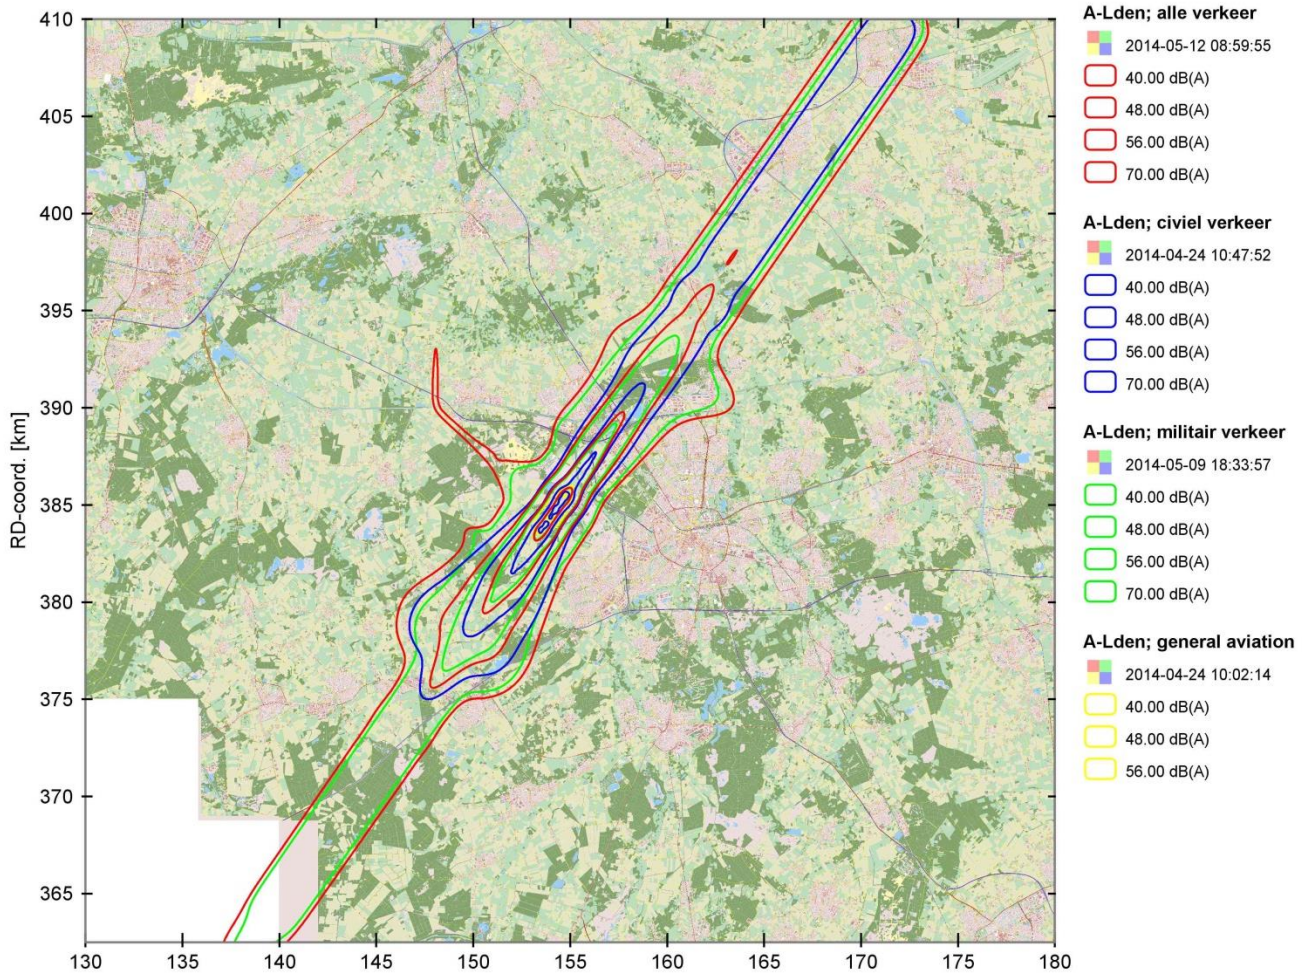 A-Lden; alle verkeer
2014-05-12 08:59:55
40.00 dB(A)
48.00 dB(A)
56.00 dB(A)
70.00 dB(A)
A-Lden; civiel verkeer
2014-04-24 10:47:52
40.00 dB(A)
48.00 dB(A)
56.00 dB(A)
70.00 dB(A)
A-Lden; militair verkeer
2014-05-09 18:33:57
40.00 dB(A)
48.00 dB(A)
56.00 dB(A)
70.00 dB(A)
A-Lden; general aviation
2014-04-24 10:02:14
40.00 dB(A)
48.00 dB(A)
56.00 dB(A)
RD-coord. [km]
410
405
400
395
390
385
380
375
370
365
130 135 140 145 150 155 160 165 170 175 180